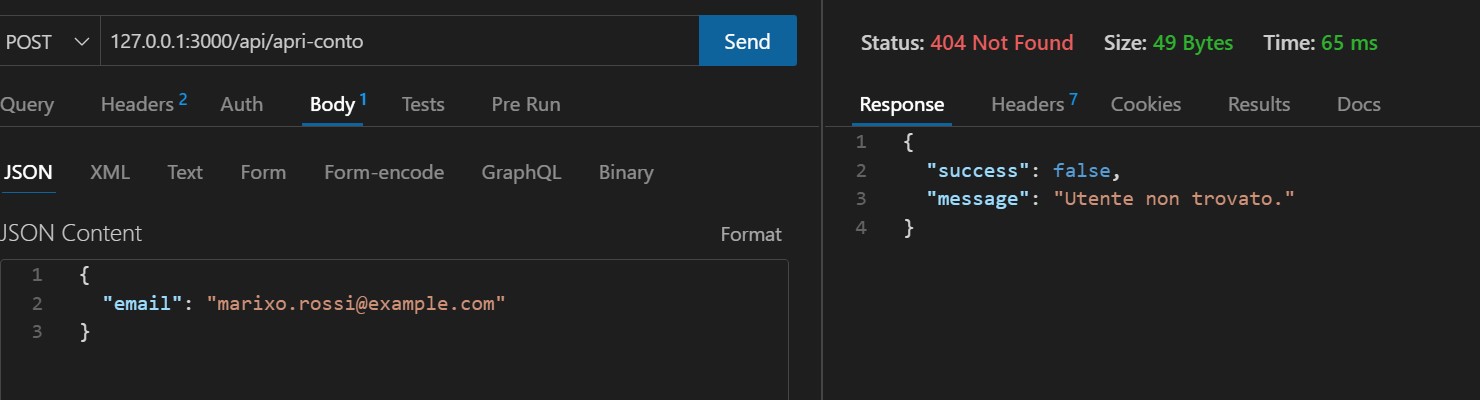 POST 127.0.0.1:3000/api/apri-conto Send
Query Headers 2 Auth Body 1 Tests Pre Run
JSON XML Text Form Form-encode GraphQL Binary
JSON Content Format
1 {
2 "email": "marixo.rossi@example.com"
3 }
Status: 404 Not Found Size: 49 Bytes Time: 65 ms
Response Headers 7 Cookies Results Docs
1 {
2 "success": false,
3 "message": "Utente non trovato."
4 }